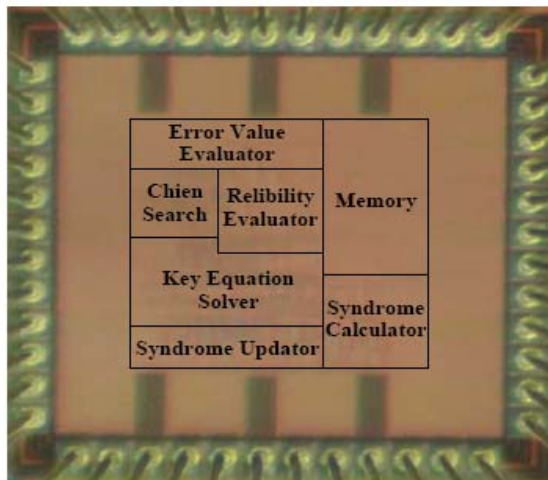 Error Value
Evaluator
Chien
Search
Relibility
Evaluator
Memory
Key Equation
Solver
Syndrome
Calculator
Syndrome Updator